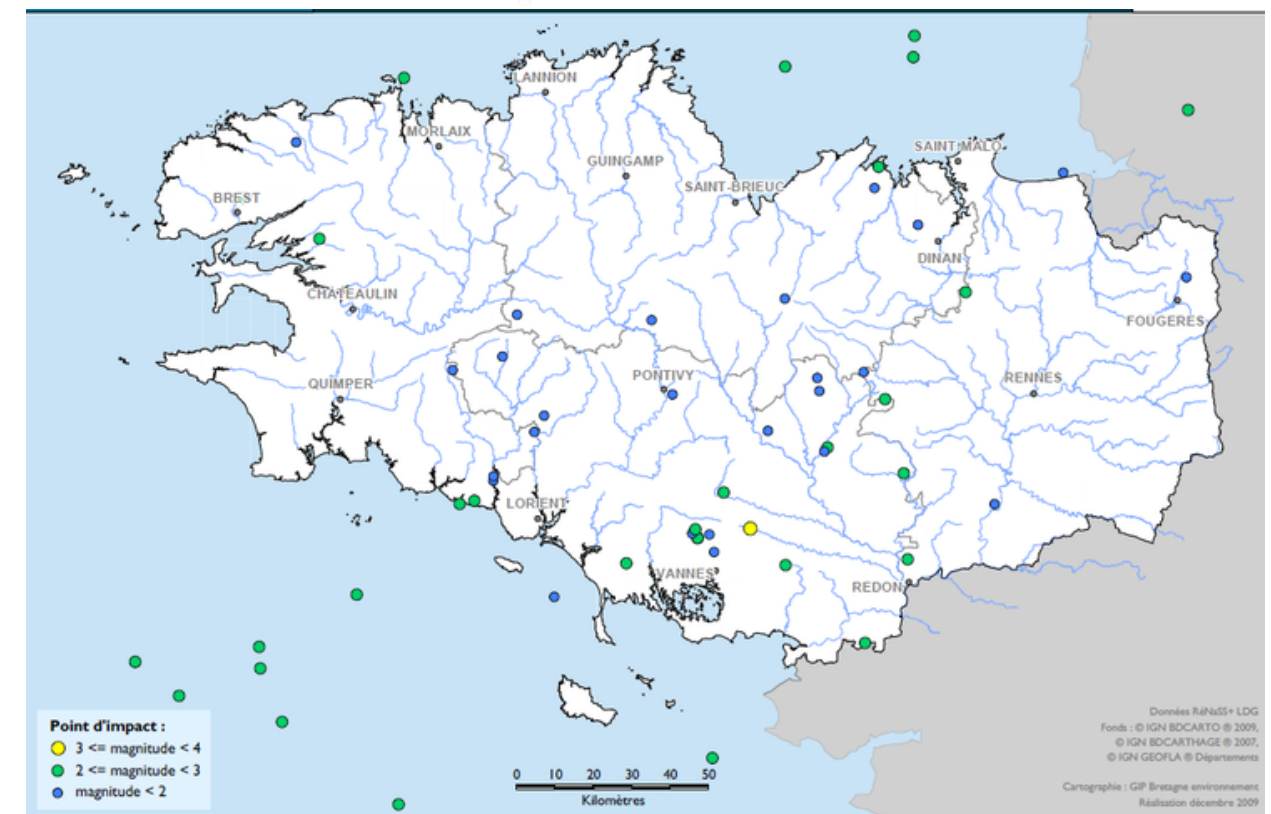 LANNION
MORLAIX
GUINGAMP
SAINT-MALO
SAINT-BRIEUC
BREST
DINAN
CHÂTEAULIN
FOUGERES
PONTIVY
RENNES
QUIMPER
LORIENT
VANNES
REDON
Point d'impact :
3 <= magnitude < 4
2 <= magnitude < 3
magnitude < 2
0 10 20 30 40 50
Kilomètres
Données RéNaSS+ LDG
Fonds : © IGN BDCARTO ® 2009,
© IGN BDCARTHAGE ® 2007,
© IGN GEOFLA ® Départements
Cartographie : GIP Bretagne environnement
Réalisation décembre 2009